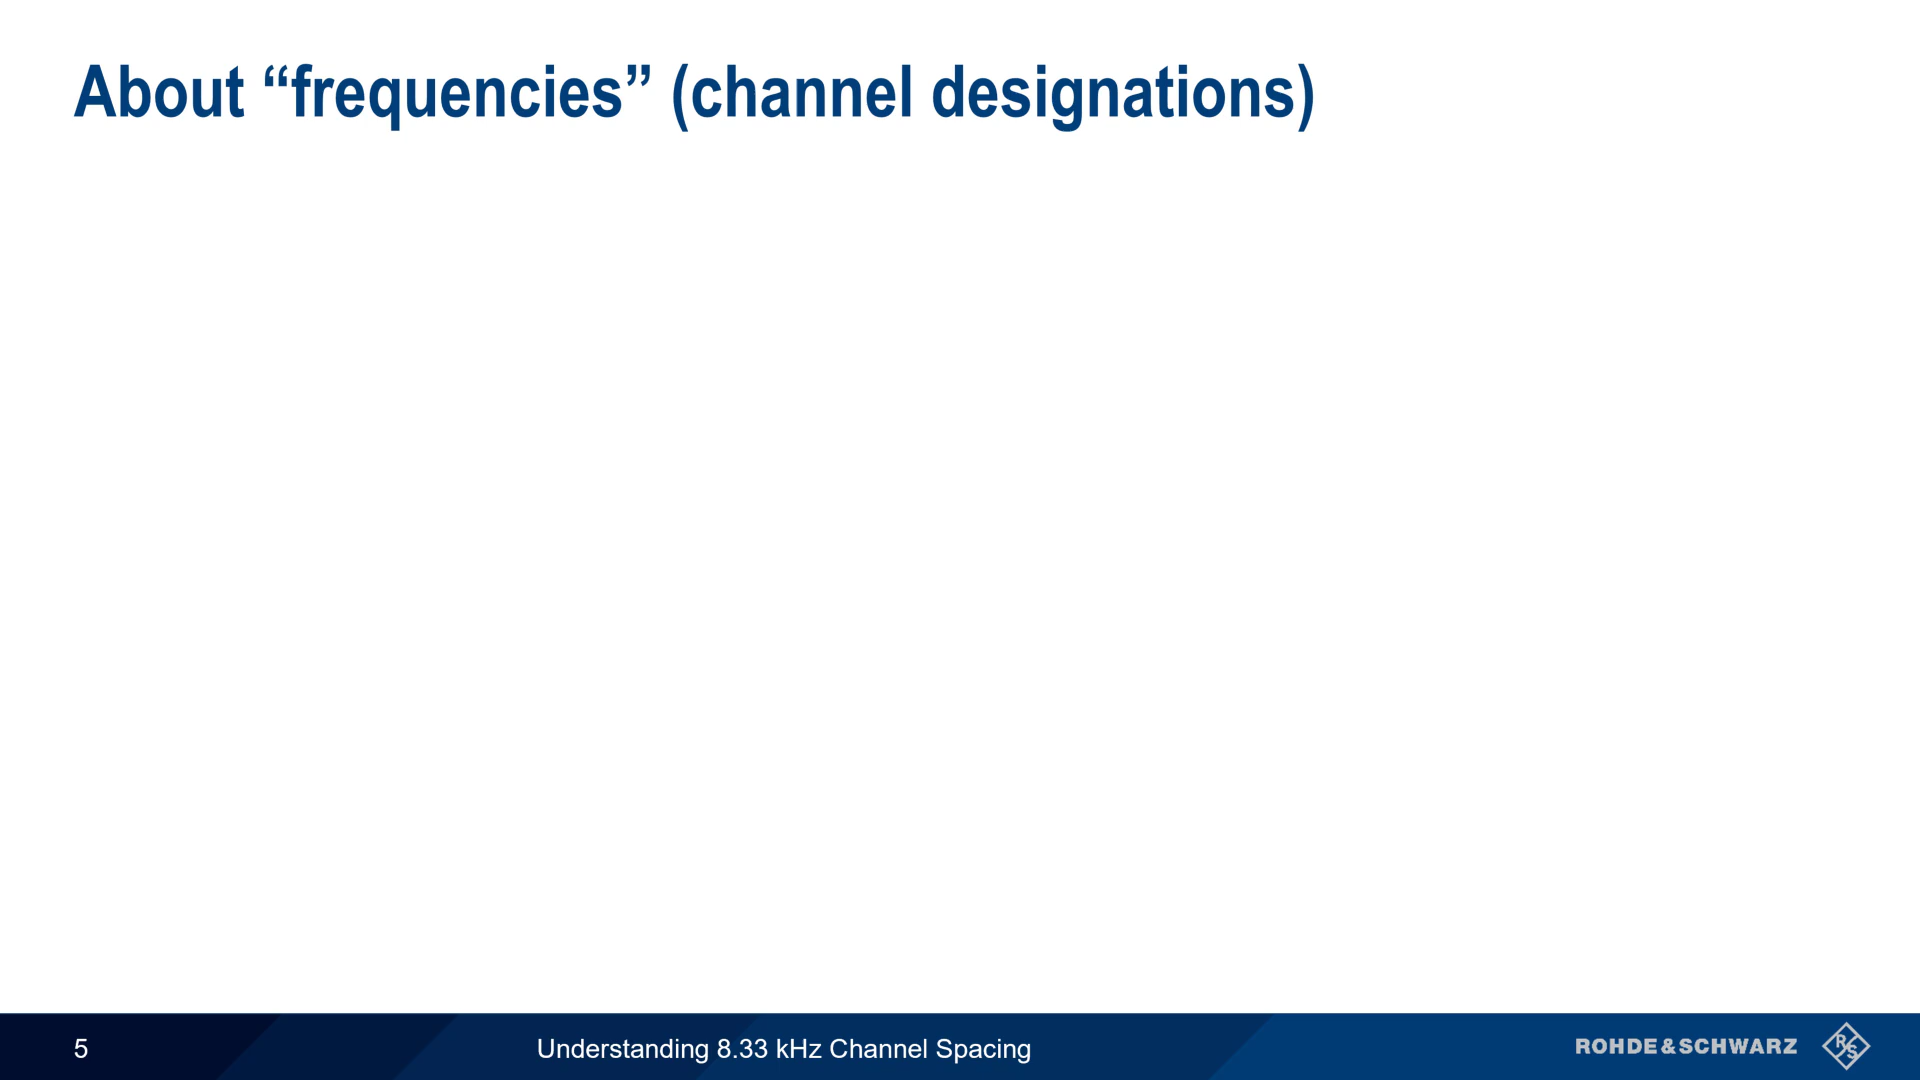 About “frequencies” (channel designations)
5
Understanding 8.33 kHz Channel Spacing
ROHDE&SCHWARZ
R&S